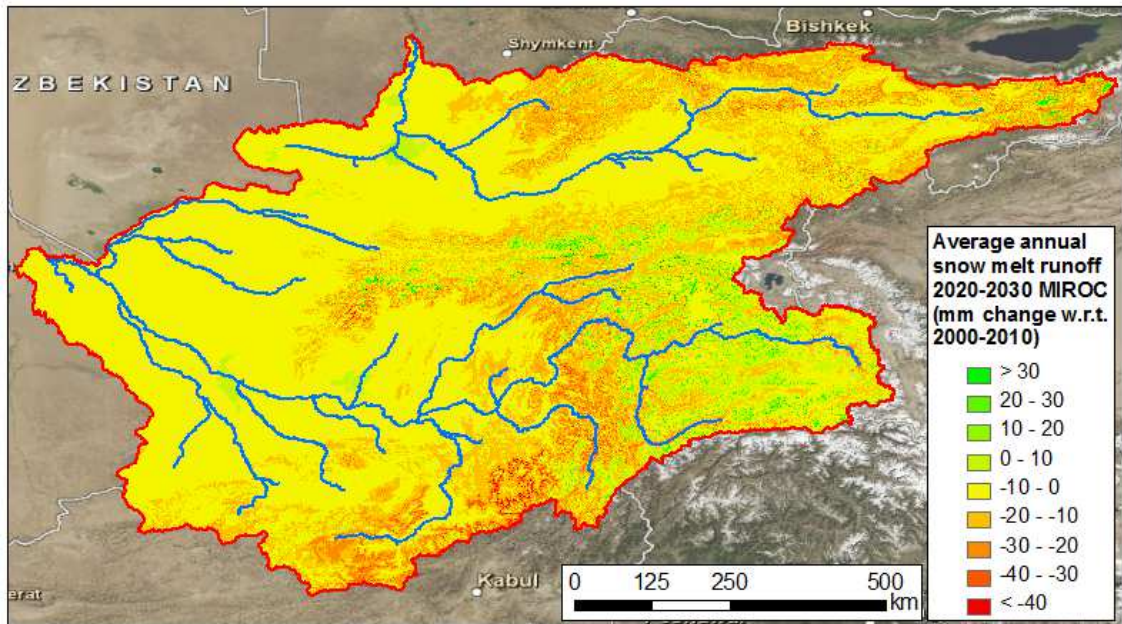 Bishkek
Shymkent
ZBEKISTAN
Average annual
snow melt runoff
2020-2030 MIROC
(mm change w.r.t.
2000-2010)
> 30
20 - 30
10 - 20
0 - 10
-10 - 0
-20 - -10
-30 - -20
-40 - -30
< -40
Kabul
erat
0 125 250 500
km